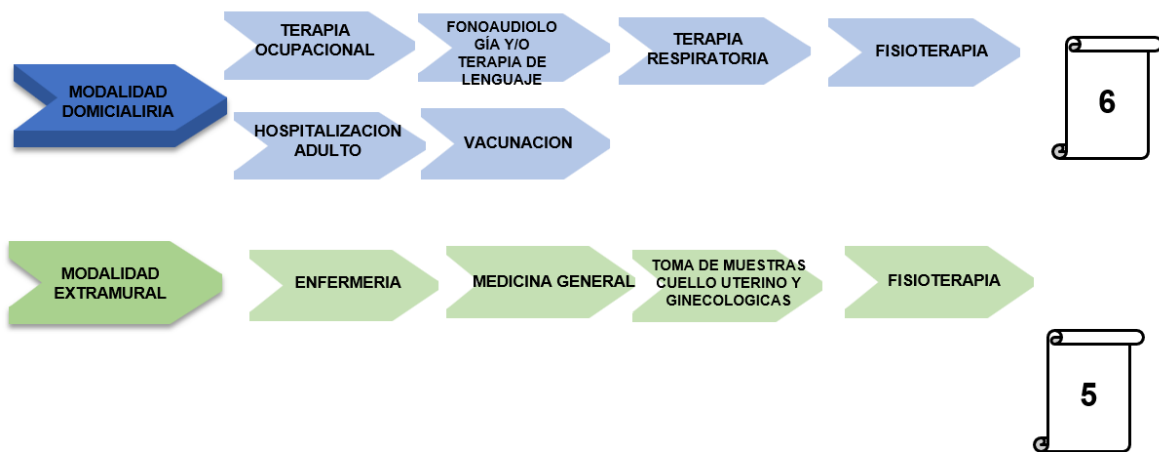 MODALIDAD
DOMICIALIRIA
TERAPIA
OCUPACIONAL
FONOAUDIOLO
GÍA Y/O
TERAPIA DE
LENGUAJE
TERAPIA
RESPIRATORIA
FISIOTERAPIA
HOSPITALIZACION
ADULTO
VACUNACION
6
MODALIDAD
EXTRAMURAL
ENFERMERIA
MEDICINA GENERAL
TOMA DE MUESTRAS
CUELLO UTERINO Y
GINECOLOGICAS
FISIOTERAPIA
5